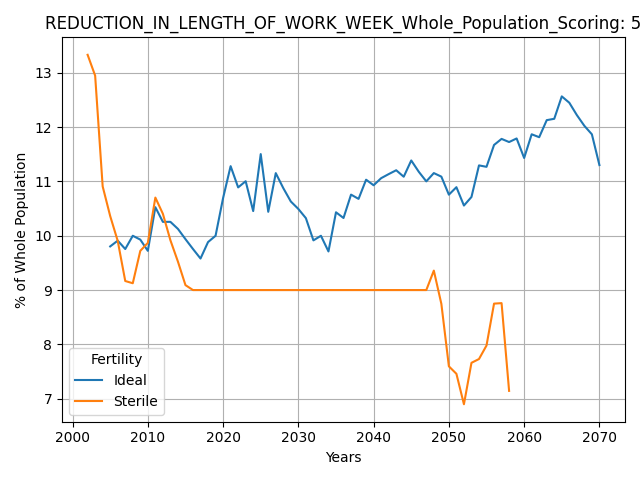 REDUCTION_IN_LENGTH_OF_WORK_WEEK_Whole_Population_Scoring: 5
% of Whole Population
13
12
11
10
9
8
7
Fertility
Ideal
Sterile
2000 2010 2020 2030 2040 2050 2060 2070
Years